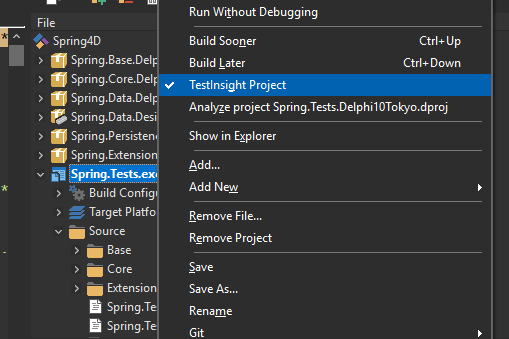 File
Spring4D
Spring.Base.Delp
Spring.Core.Delp
Spring.Data.Delp
Spring.Data.Desi
Spring.Persistenc
Spring.Extension
Spring.Tests.exe
Build Configu
Target Platfo
Source
Base
Core
Extension
Spring.Te
Spring.Te
Run Without Debugging
Build Sooner Ctrl+Up
Build Later Ctrl+Down
TestInsight Project
Analyze project Spring.Tests.Delphi10Tokyo.dproj
Show in Explorer
Add...
Add New
Remove File...
Remove Project
Save
Save As...
Rename
Git